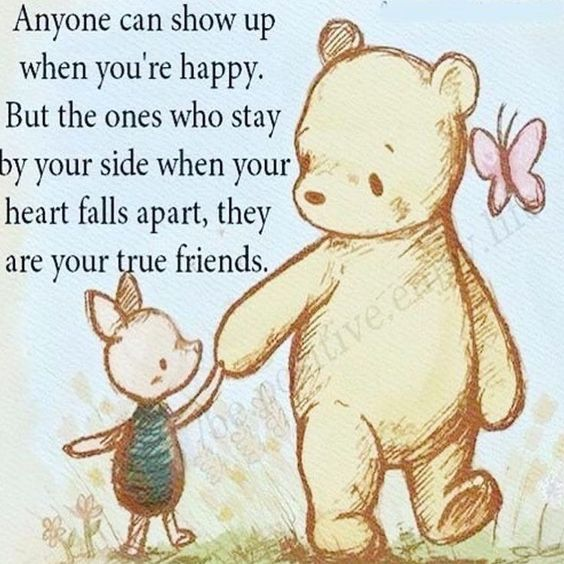 Anyone can show up
when you're happy.
But the ones who stay
by your side when your
heart falls apart, they
are your true friends.